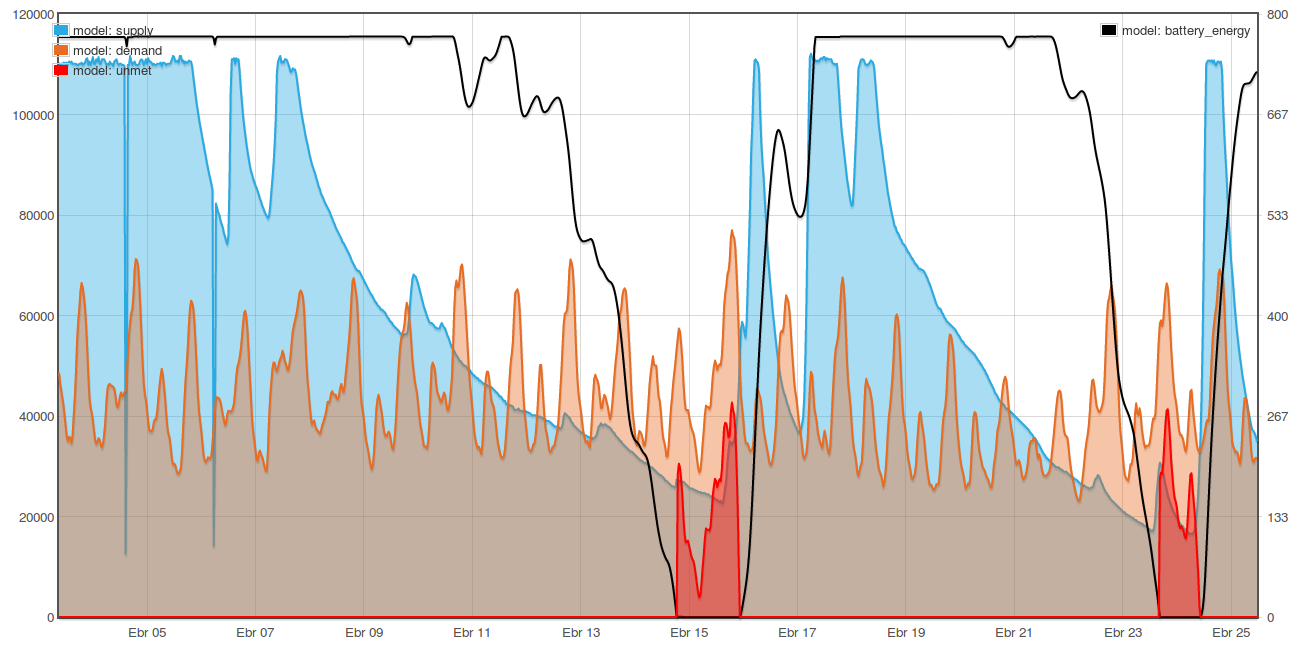 120000
100000
80000
60000
40000
20000
0
model: supply
model: demand
model: unmet
model: battery_energy
800
667
533
400
267
133
0
Ebr 05 Ebr 07 Ebr 09 Ebr 11 Ebr 13 Ebr 15 Ebr 17 Ebr 19 Ebr 21 Ebr 23 Ebr 25